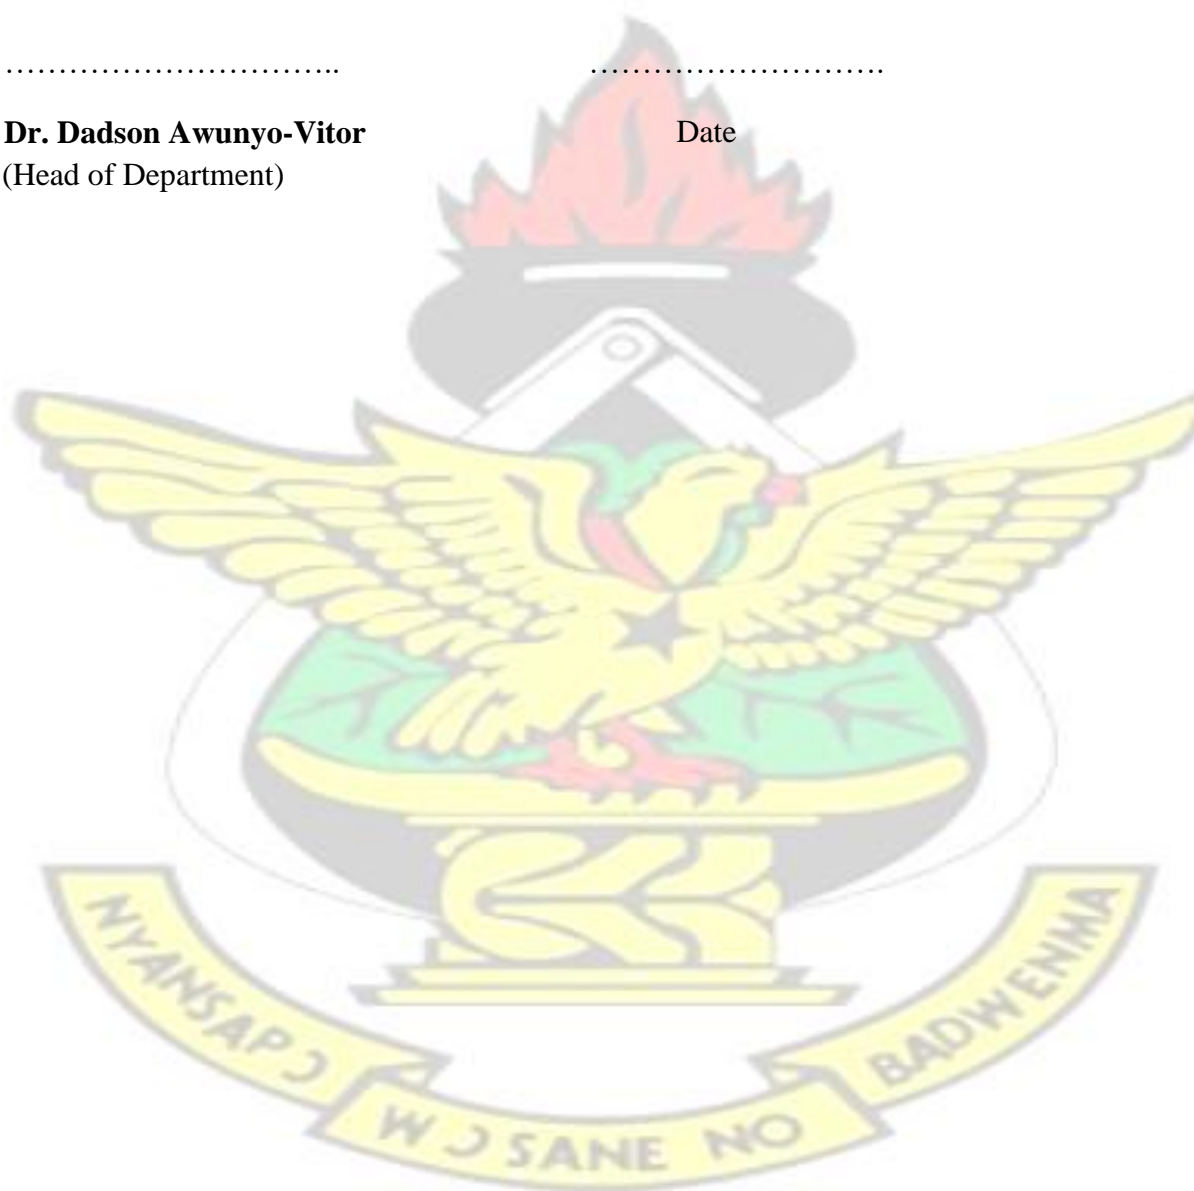 …………………………….. ……………………….
Dr. Dadson Awunyo-Vitor Date
(Head of Department)
NYANSAPƆ WƆSANE NO BADWENMA